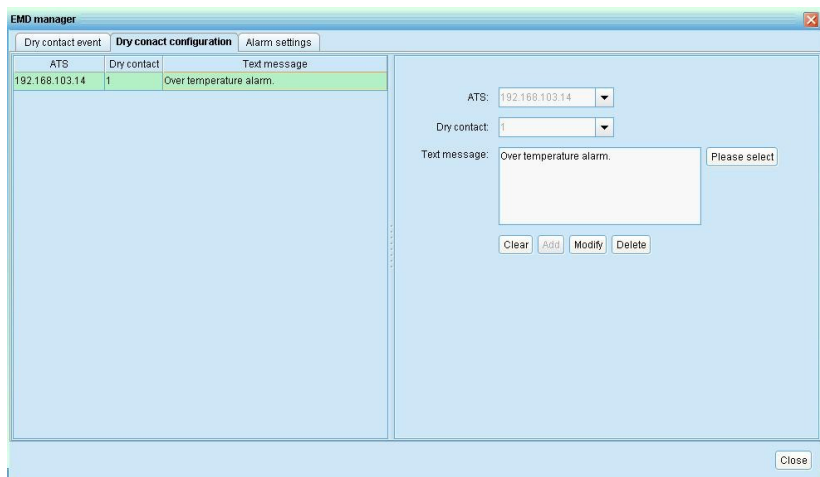 EMD manager
Dry contact event Dry conact configuration Alarm settings
ATS Dry contact Text message
192.168.103.14 1 Over temperature alarm.
ATS: 192.168.103.14
Dry contact: 1
Text message: Over temperature alarm. Please select
Clear Add Modify Delete
Close